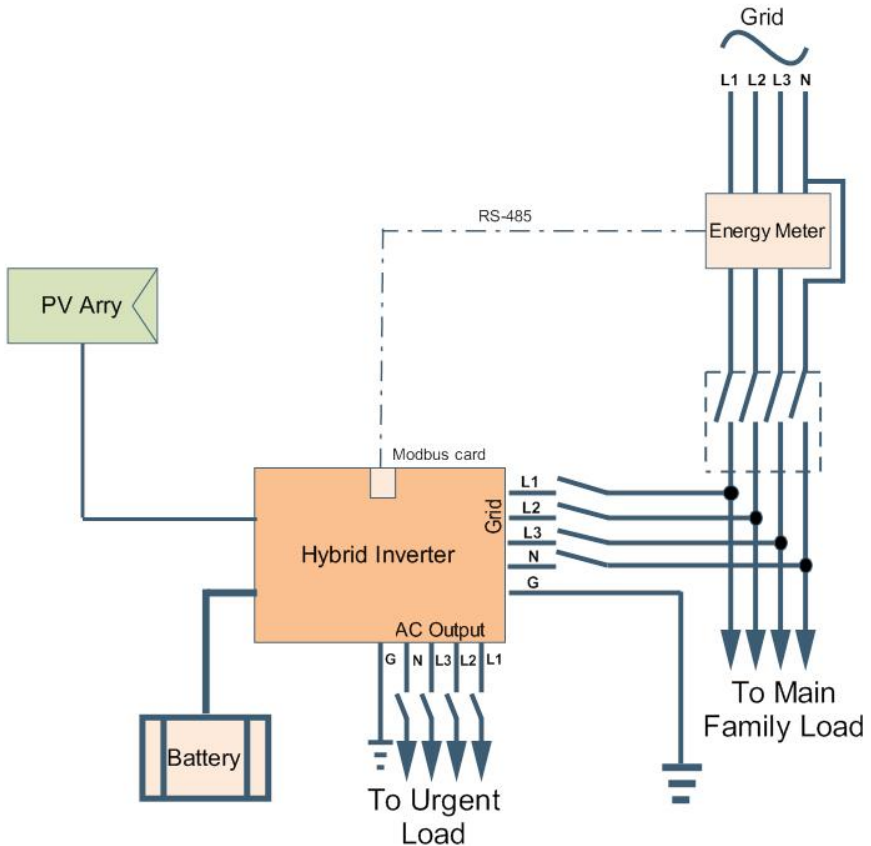 Grid
L1 L2 L3 N
RS-485
Energy Meter
PV Arry
Modbus card
L1
L2
L3
N
G
Grid
Hybrid Inverter
AC Output
G N L3 L2 L1
Battery
To Urgent
Load
To Main
Family Load